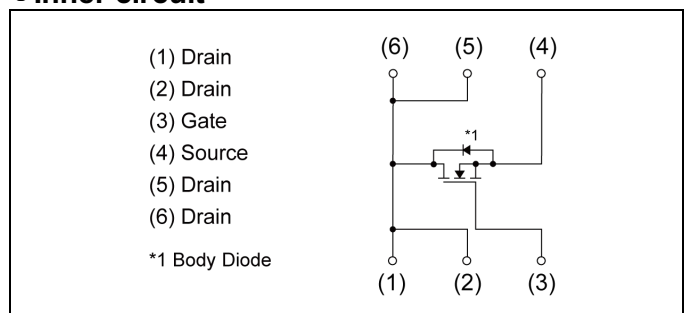 Inner circuit
(1) Drain
(2) Drain
(3) Gate
(4) Source
(5) Drain
(6) Drain
*1 Body Diode
(6) (5) (4)
*1
(1) (2) (3)